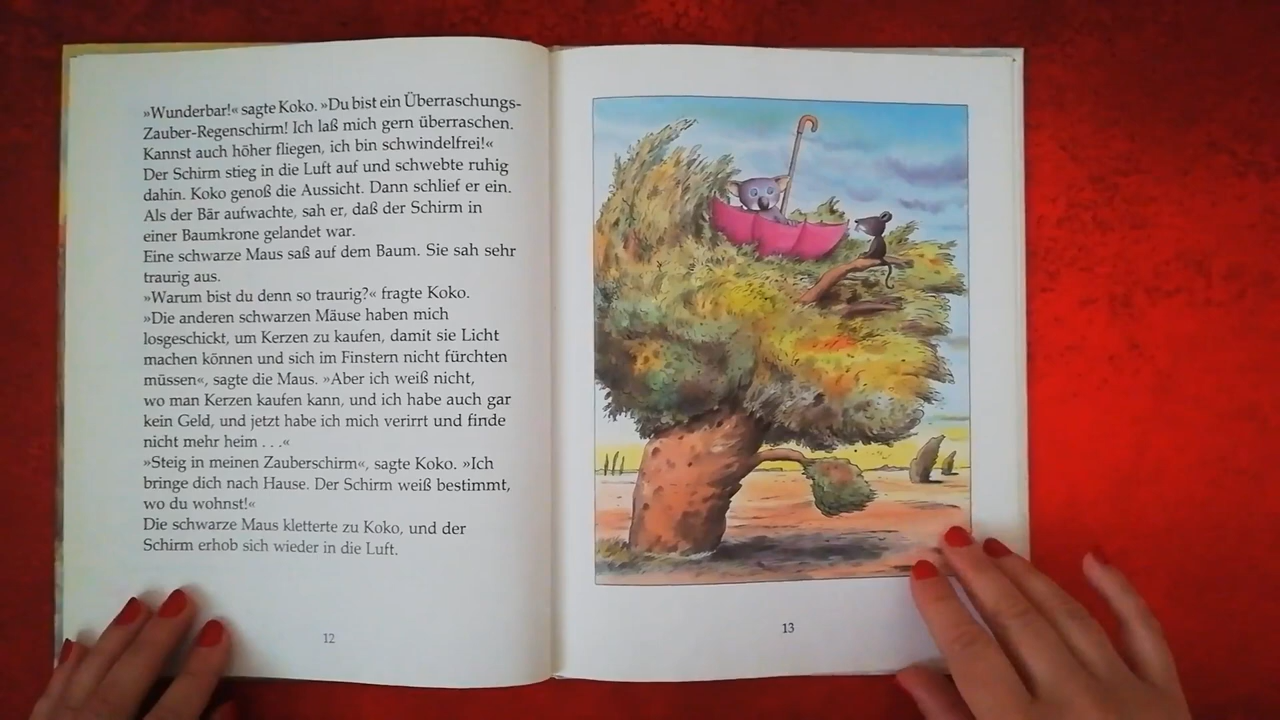 »Wunderbar!« sagte Koko. »Du bist ein Überraschungs-
Zauber-Regenschirm! Ich laß mich gern überraschen.
Kannst auch höher fliegen, ich bin schwindelfrei!«
Der Schirm stieg in die Luft auf und schwebte ruhig
dahin. Koko genoß die Aussicht. Dann schlief er ein.
Als der Bär aufwachte, sah er, daß der Schirm in
einer Baumkrone gelandet war.
Eine schwarze Maus saß auf dem Baum. Sie sah sehr
traurig aus.
»Warum bist du denn so traurig?« fragte Koko.
»Die anderen schwarzen Mäuse haben mich
losgeschickt, um Kerzen zu kaufen, damit sie Licht
machen können und sich im Finstern nicht fürchten
müssen«, sagte die Maus. »Aber ich weiß nicht,
wo man Kerzen kaufen kann, und ich habe auch gar
kein Geld, und jetzt habe ich mich verirrt und finde
nicht mehr heim . . .«
»Steig in meinen Zauberschirm«, sagte Koko. »Ich
bringe dich nach Hause. Der Schirm weiß bestimmt,
wo du wohnst!«
Die schwarze Maus kletterte zu Koko, und der
Schirm erhob sich wieder in die Luft.
12
13